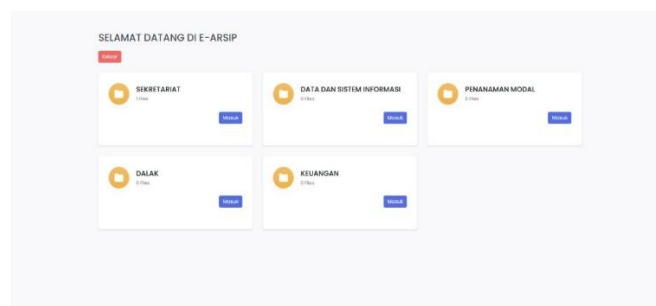 SELAMAT DATANG DI E-ARSIP
Keluar
SEKRETARIAT
1 Files
Masuk
DATA DAN SISTEM INFORMASI
0 Files
Masuk
PENANAMAN MODAL
0 Files
Masuk
DALAK
0 Files
Masuk
KEUANGAN
0 Files
Masuk